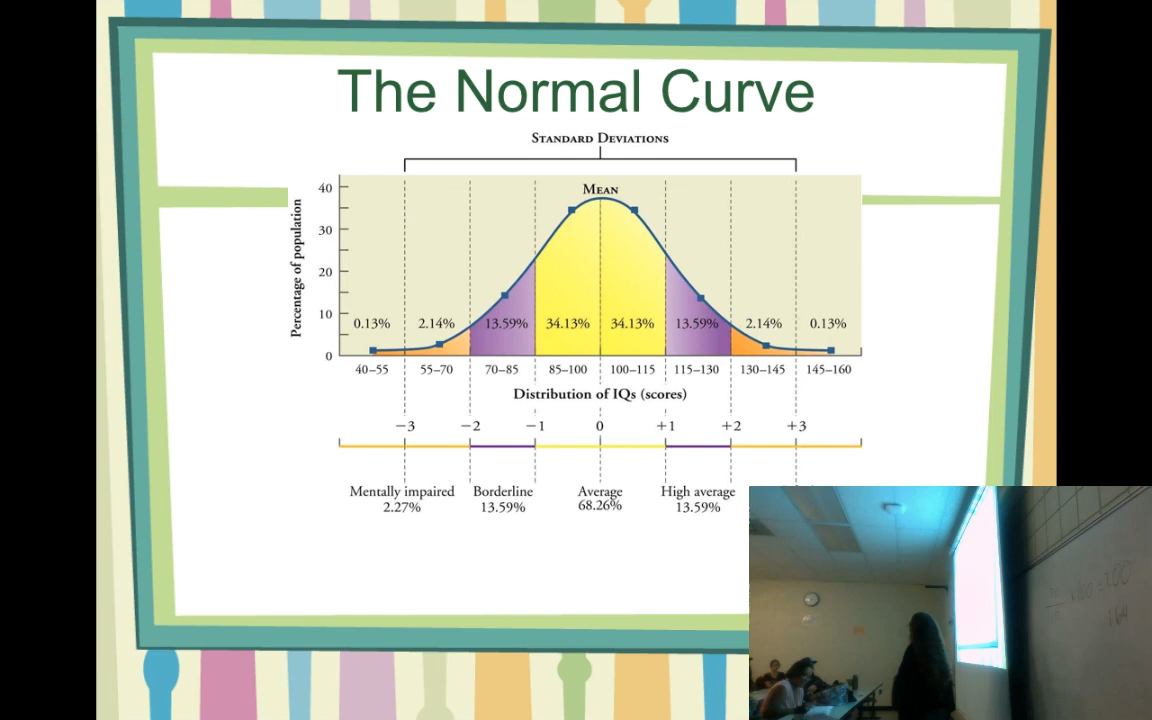 The Normal Curve
STANDARD DEVIATIONS
MEAN
Percentage of population
40
30
20
10
0
0.13% 2.14% 13.59% 34.13% 34.13% 13.59% 2.14% 0.13%
40–55 55–70 70–85 85–100 100–115 115–130 130–145 145–160
Distribution of IQs (scores)
−3 −2 −1 0 +1 +2 +3
Mentally impaired Borderline Average High average
2.27% 13.59% 68.26% 13.59%